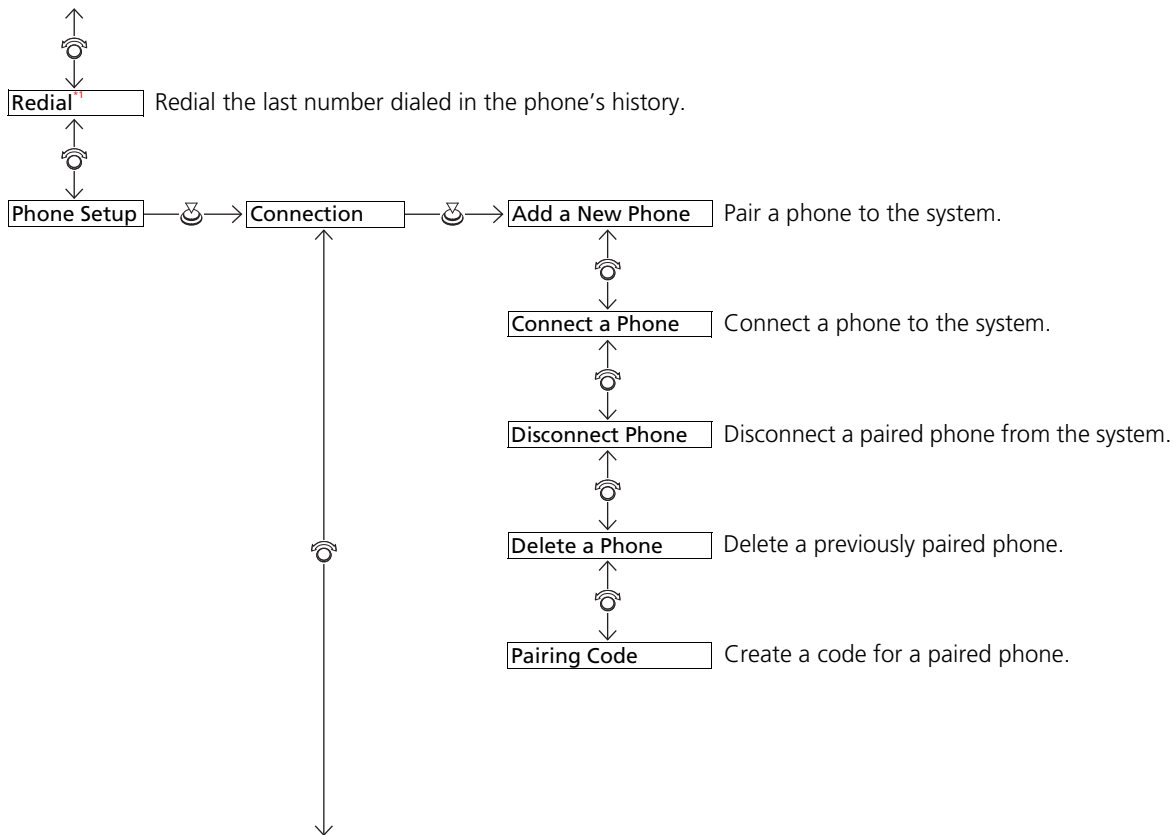 Redial*1 Redial the last number dialed in the phone’s history.
Phone Setup Connection Add a New Phone Pair a phone to the system.
Connect a Phone Connect a phone to the system.
Disconnect Phone Disconnect a paired phone from the system.
Delete a Phone Delete a previously paired phone.
Pairing Code Create a code for a paired phone.